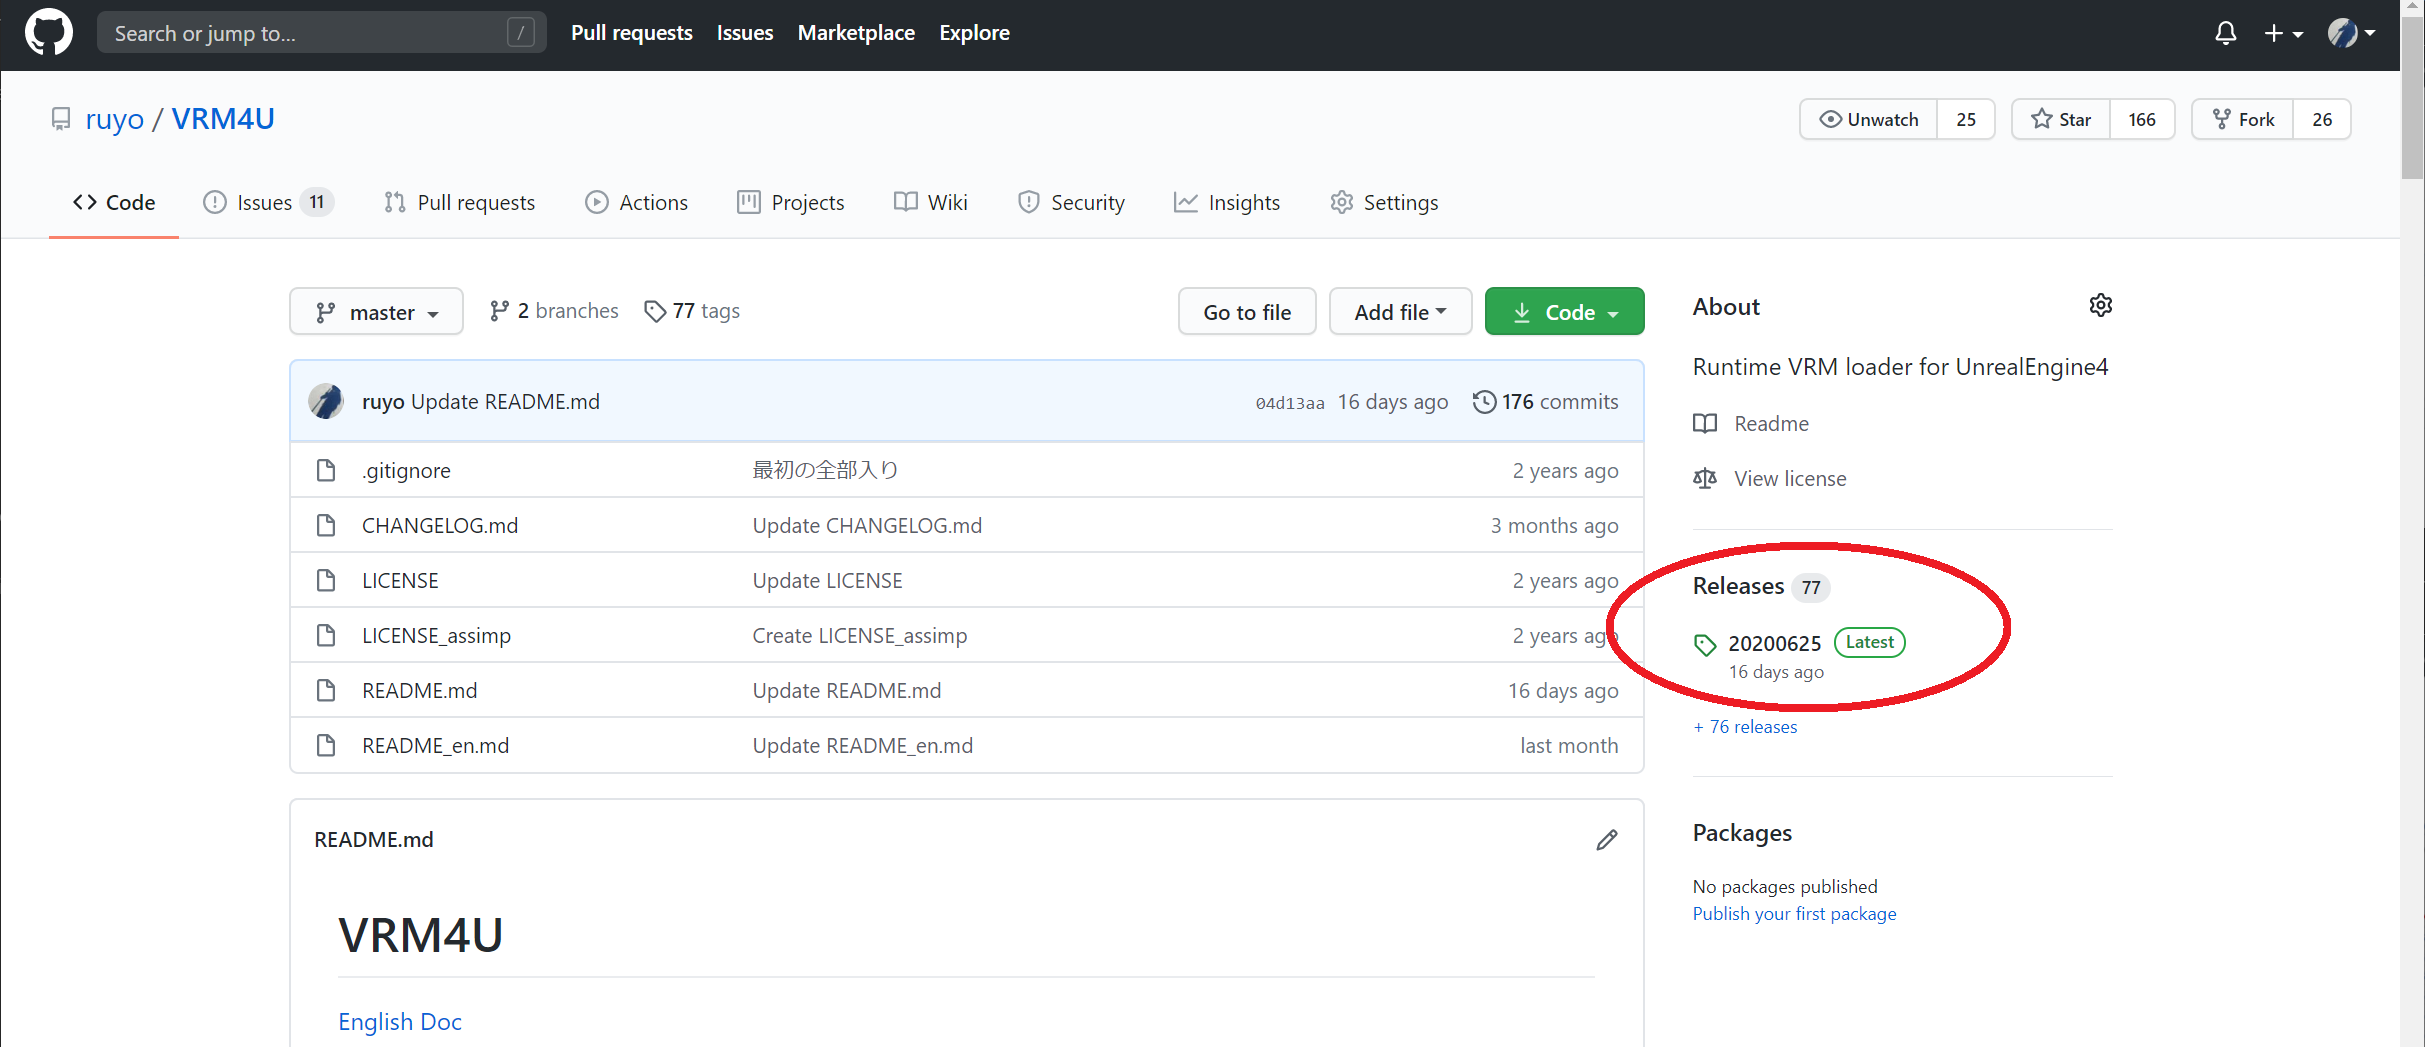 Search or jump to... /
Pull requests Issues Marketplace Explore
ruyo / VRM4U
Unwatch 25 Star 166 Fork 26
Code Issues 11 Pull requests Actions Projects Wiki Security Insights Settings
master 2 branches 77 tags
Go to file Add file Code
ruyo Update README.md 04d13aa 16 days ago 176 commits
.gitignore 最初の全部入り 2 years ago
CHANGELOG.md Update CHANGELOG.md 3 months ago
LICENSE Update LICENSE 2 years ago
LICENSE_assimp Create LICENSE_assimp 2 years ago
README.md Update README.md 16 days ago
README_en.md Update README_en.md last month
README.md
VRM4U
English Doc
About
Runtime VRM loader for UnrealEngine4
Readme
View license
Releases 77
20200625 Latest
16 days ago
+ 76 releases
Packages
No packages published
Publish your first package